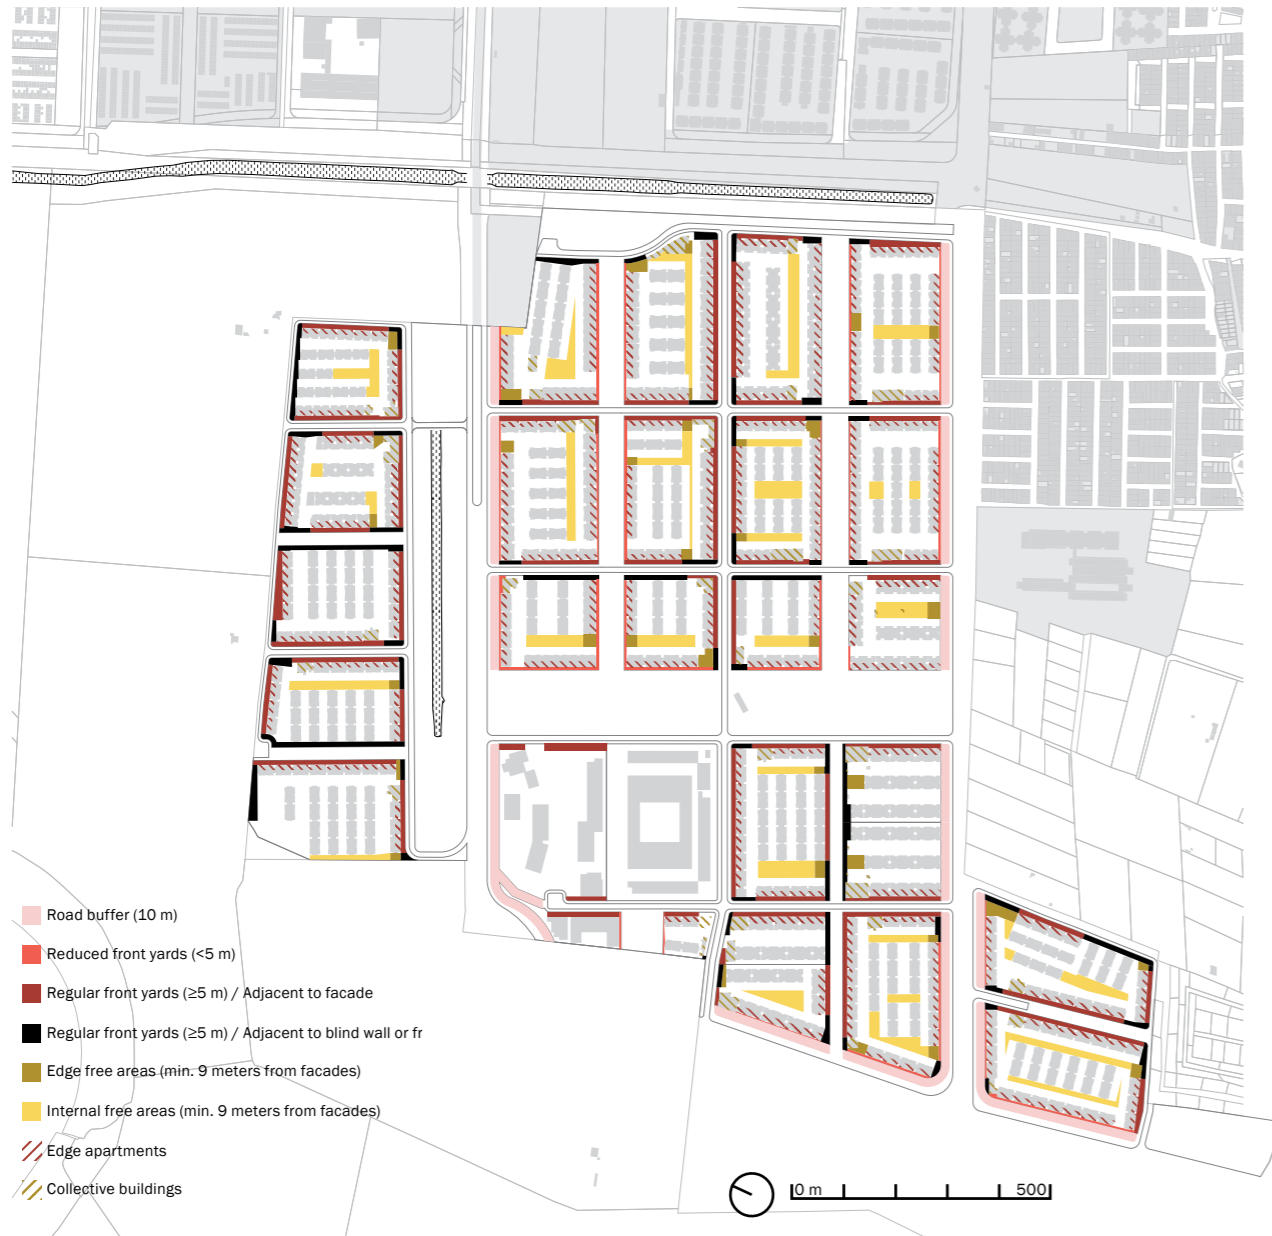 Road buffer (10 m)
Reduced front yards (<5 m)
Regular front yards (≥5 m) / Adjacent to facade
Regular front yards (≥5 m) / Adjacent to blind wall or fr
Edge free areas (min. 9 meters from facades)
Internal free areas (min. 9 meters from facades)
Edge apartments
Collective buildings
0 m 500